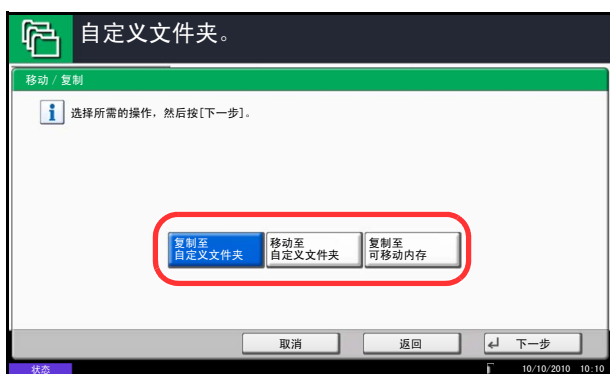 自定义文件夹。
移动 / 复制
选择所需的操作，然后按[下一步]。
复制至
自定义文件夹
移动至
自定义文件夹
复制至
可移动内存
取消
返回
下一步
状态
10/10/2010 10:10